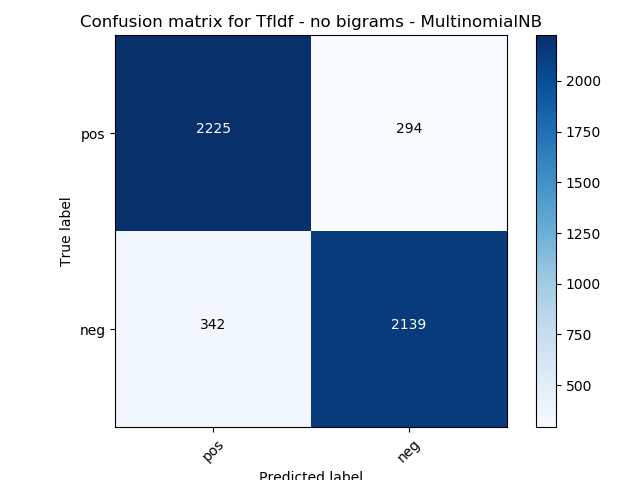 Confusion matrix for TfIdf - no bigrams - MultinomialNB
True label
pos
2225
294
neg
342
2139
pos
neg
Predicted label
2000
1750
1500
1250
1000
750
500